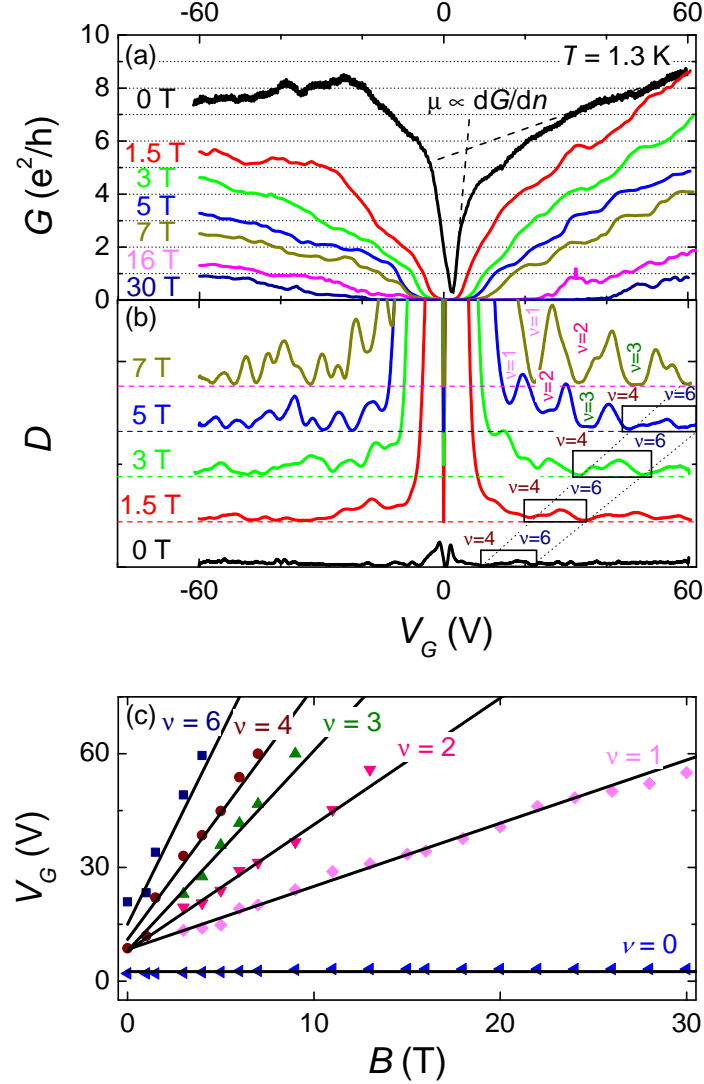 -60 0 60
(a) T = 1.3 K
10
8
6
4
2
0
G (e²/h)
0 T
1.5 T
3 T
5 T
7 T
16 T
30 T
μ ∝ dG/dn
(b)
D
7 T
5 T
3 T
1.5 T
0 T
ν=1
ν=2
ν=3
ν=1
ν=2
ν=3
ν=4 ν=6
ν=4 ν=6
ν=4 ν=6
ν=4 ν=6
-60 0 60
V_G (V)
(c)
ν = 6
ν = 4
ν = 3
ν = 2
ν = 1
ν = 0
60
30
0
V_G (V)
0 10 20 30
B (T)